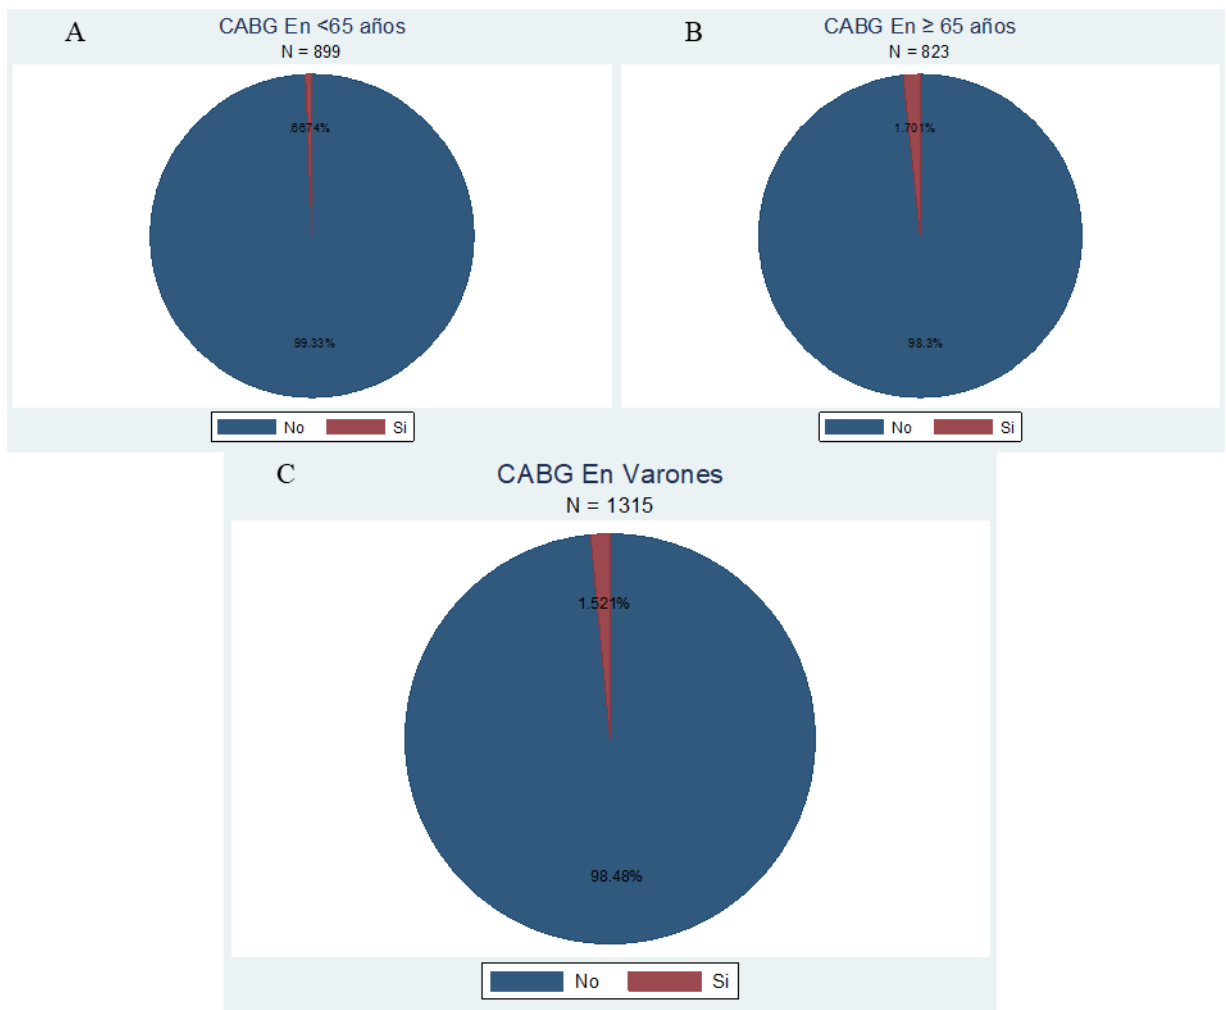 A
CABG En <65 años
N = 899
.6674%
99.33%
No
Si
B
CABG En ≥ 65 años
N = 823
1.701%
98.3%
No
Si
C
CABG En Varones
N = 1315
1.521%
98.48%
No
Si